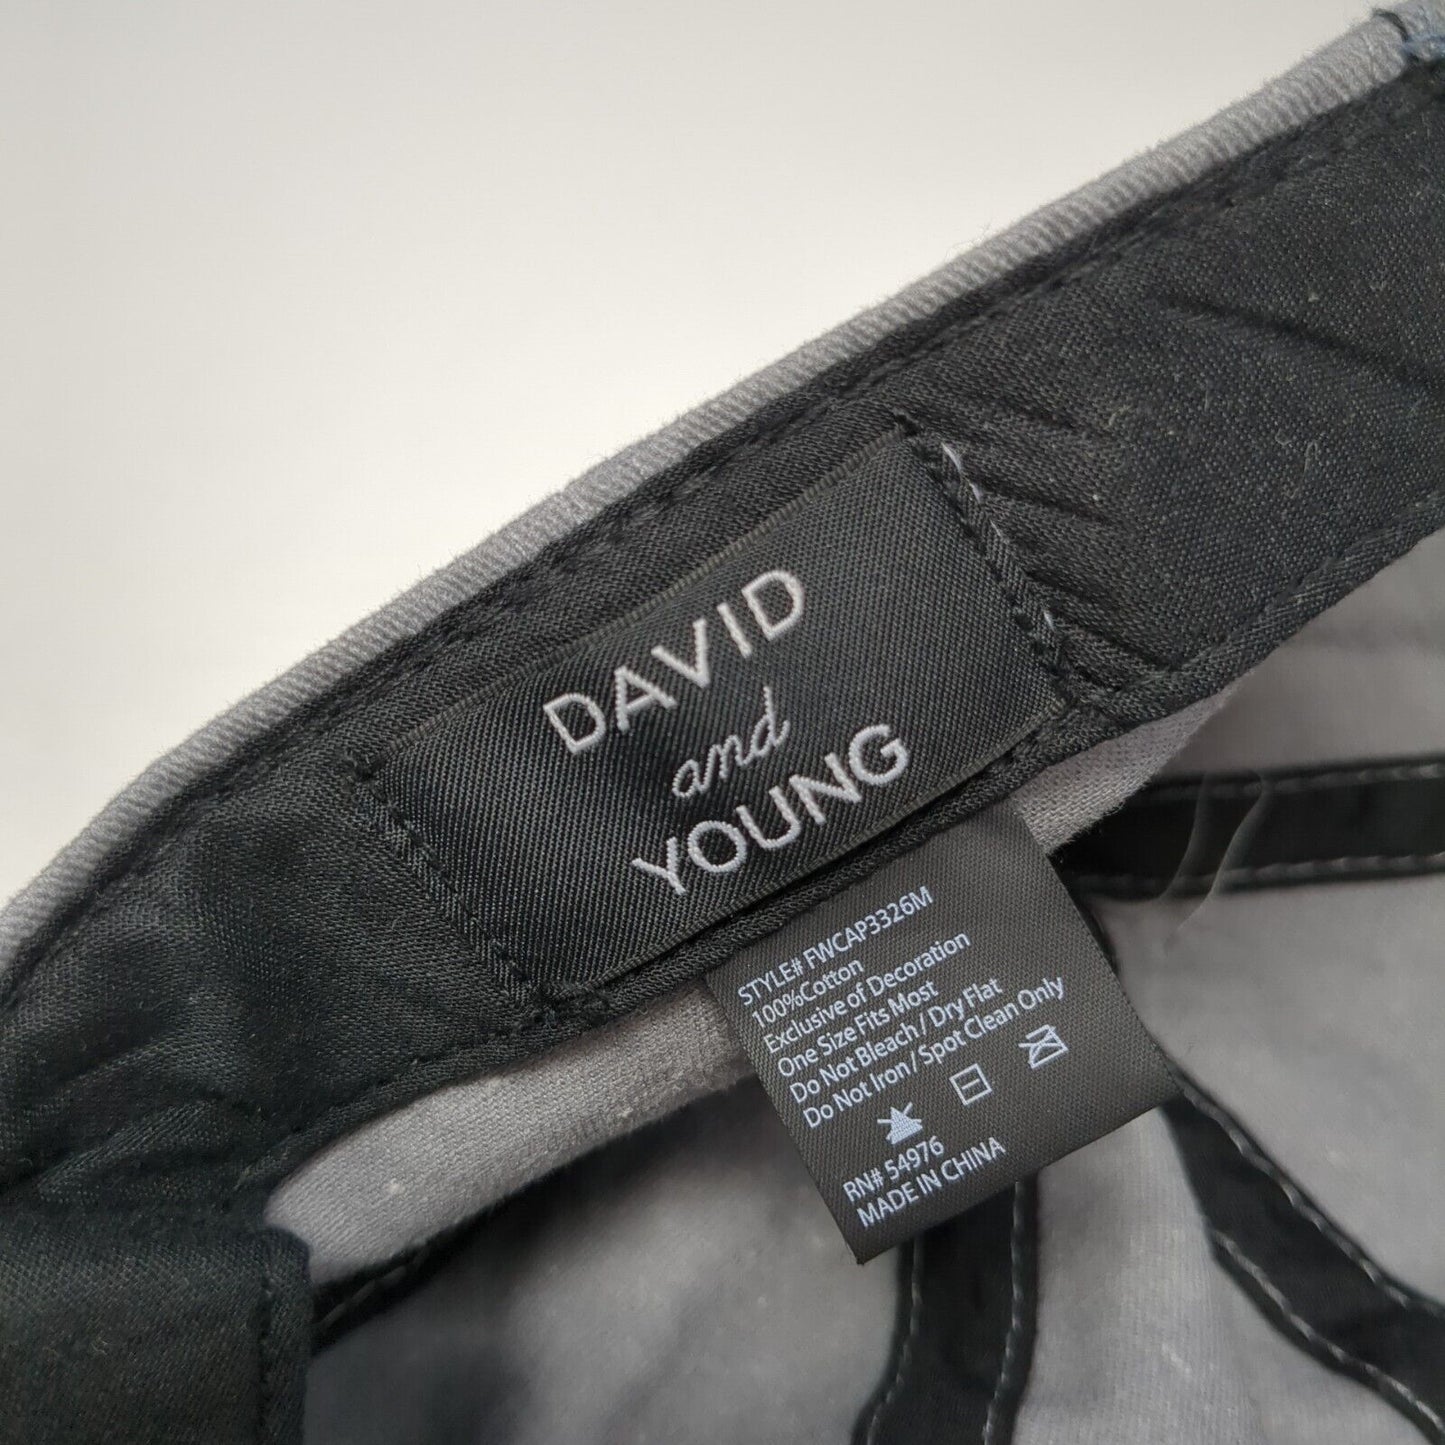 DAVID
and
YOUNG
STYLE# FWCAP3326M
100%Cotton
Exclusive of Decoration
One Size Fits Most
Do Not Bleach / Dry Flat
Do Not Iron / Spot Clean Only
RN# 54976
MADE IN CHINA